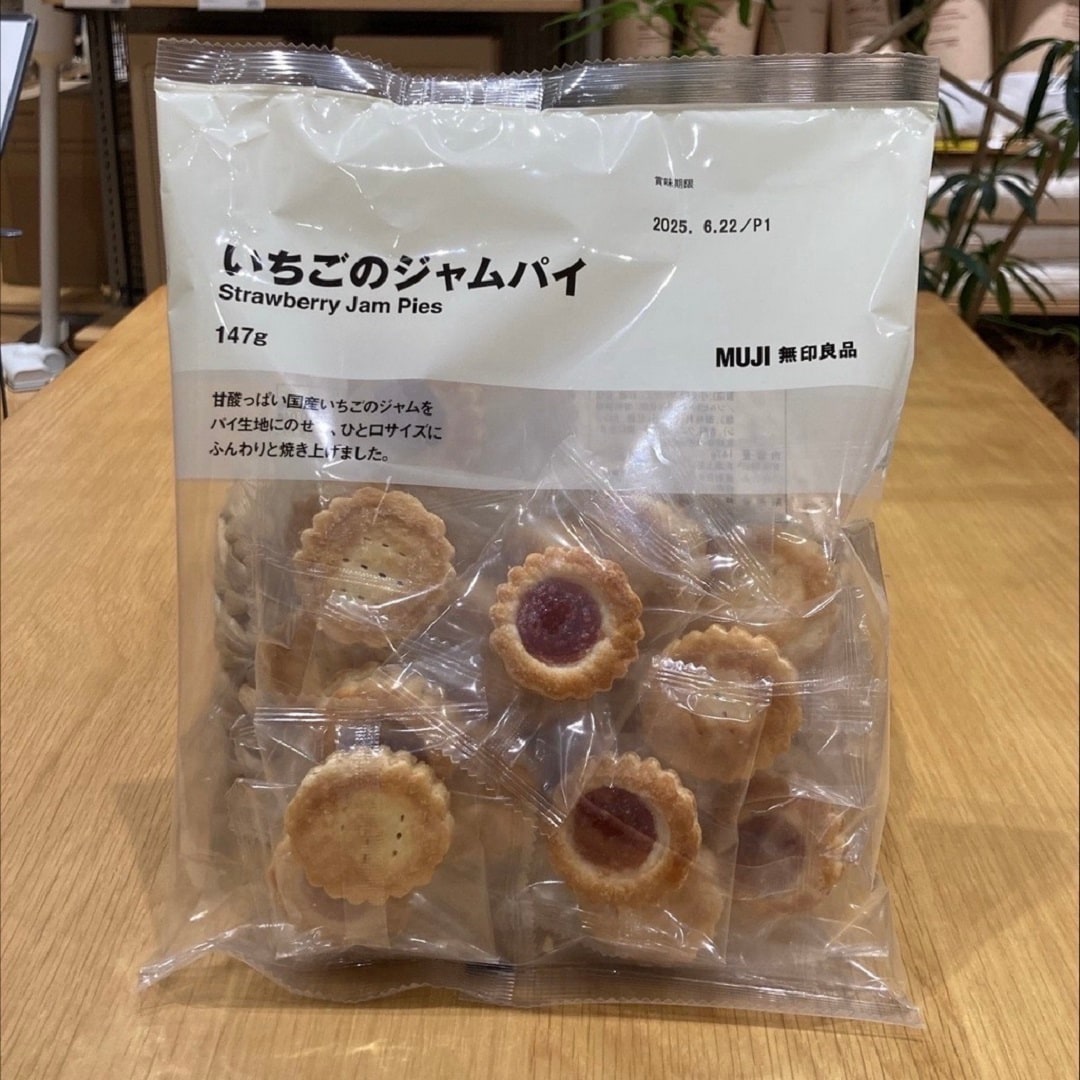 賞味期限
2025. 6.22/P1
いちごのジャムパイ
Strawberry Jam Pies
147g
MUJI 無印良品
甘酸っぱい国産いちごのジャムを
パイ生地にのせ、ひと口サイズに
ふんわりと焼き上げました。